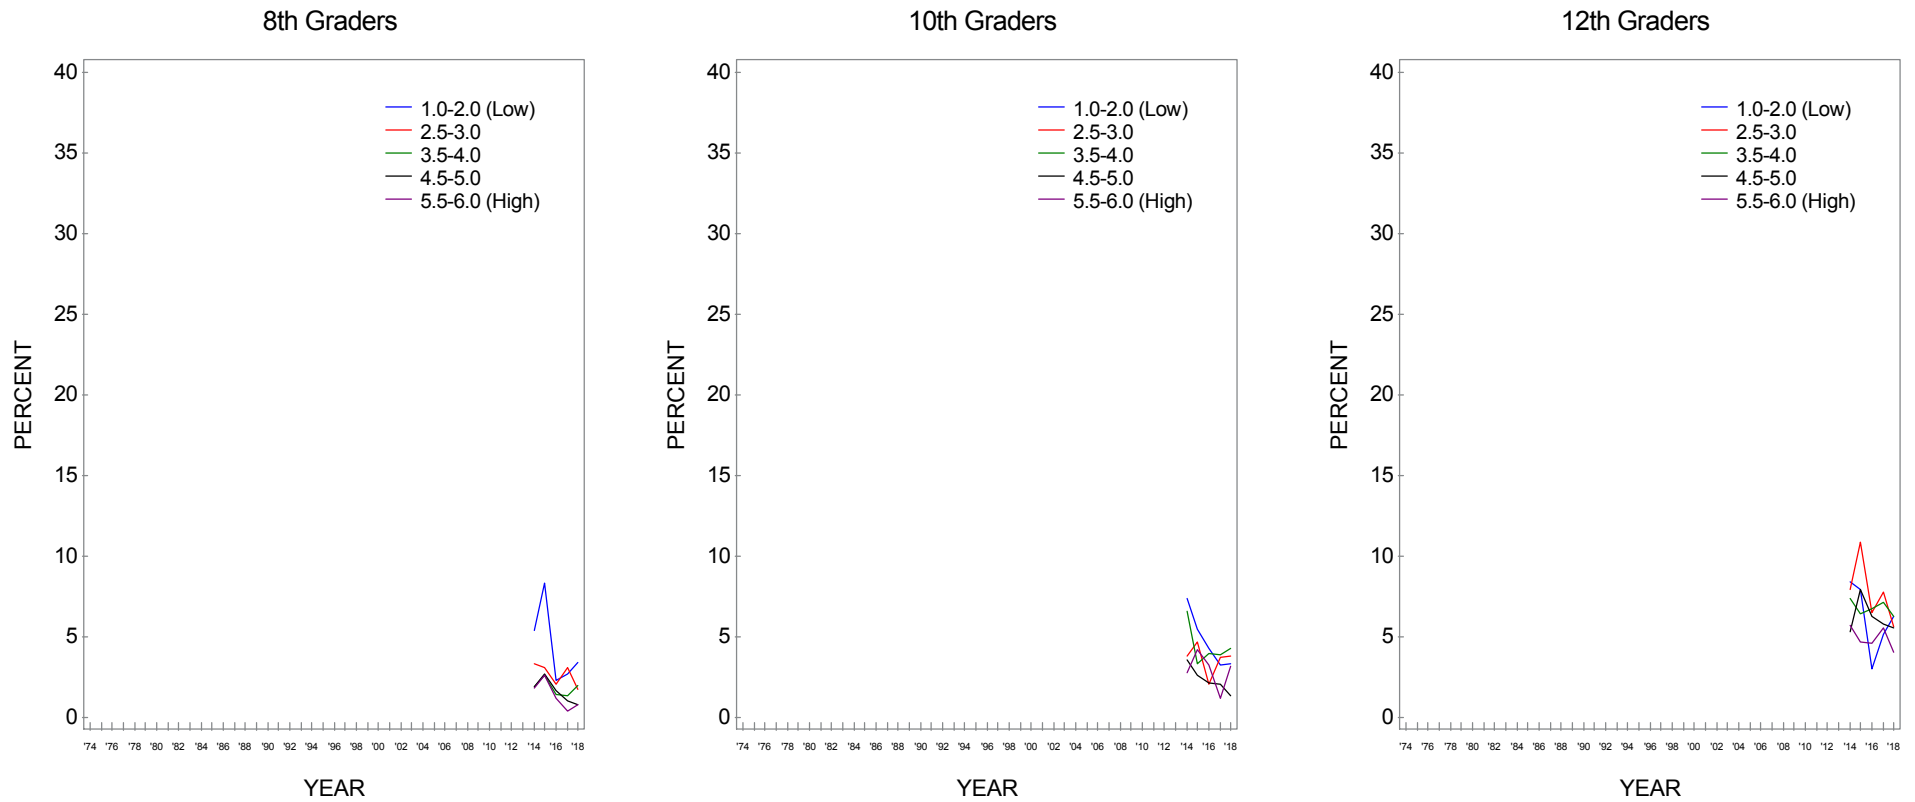 8th Graders
PERCENT
40
35
30
25
20
15
10
5
0
1.0-2.0 (Low)
2.5-3.0
3.5-4.0
4.5-5.0
5.5-6.0 (High)
'74 '76 '78 '80 '82 '84 '86 '88 '90 '92 '94 '96 '98 '00 '02 '04 '06 '08 '10 '12 '14 '16 '18
YEAR
10th Graders
PERCENT
40
35
30
25
20
15
10
5
0
1.0-2.0 (Low)
2.5-3.0
3.5-4.0
4.5-5.0
5.5-6.0 (High)
'74 '76 '78 '80 '82 '84 '86 '88 '90 '92 '94 '96 '98 '00 '02 '04 '06 '08 '10 '12 '14 '16 '18
YEAR
12th Graders
PERCENT
40
35
30
25
20
15
10
5
0
1.0-2.0 (Low)
2.5-3.0
3.5-4.0
4.5-5.0
5.5-6.0 (High)
'74 '76 '78 '80 '82 '84 '86 '88 '90 '92 '94 '96 '98 '00 '02 '04 '06 '08 '10 '12 '14 '16 '18
YEAR